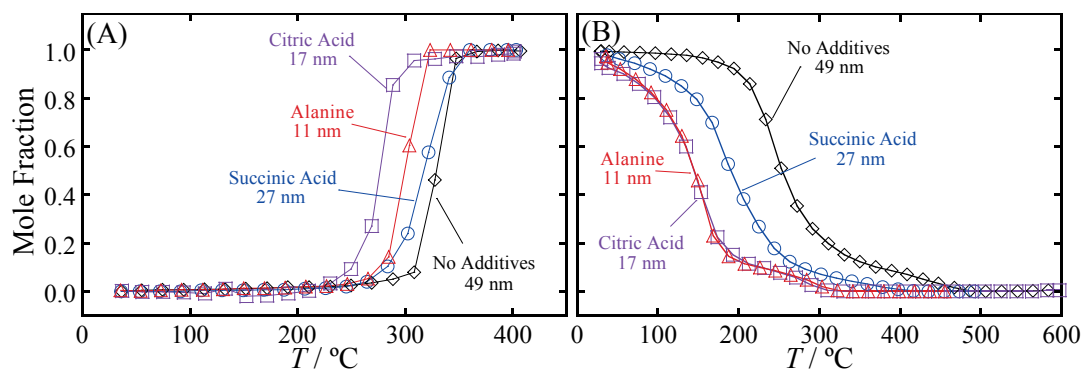 (A)
Citric Acid
17 nm
Alanine
11 nm
Succinic Acid
27 nm
No Additives
49 nm
Mole Fraction
1.0
0.8
0.6
0.4
0.2
0.0
0
100
200
300
400
T / ºC
(B)
No Additives
49 nm
Succinic Acid
27 nm
Alanine
11 nm
Citric Acid
17 nm
0
100
200
300
400
500
600
T / ºC